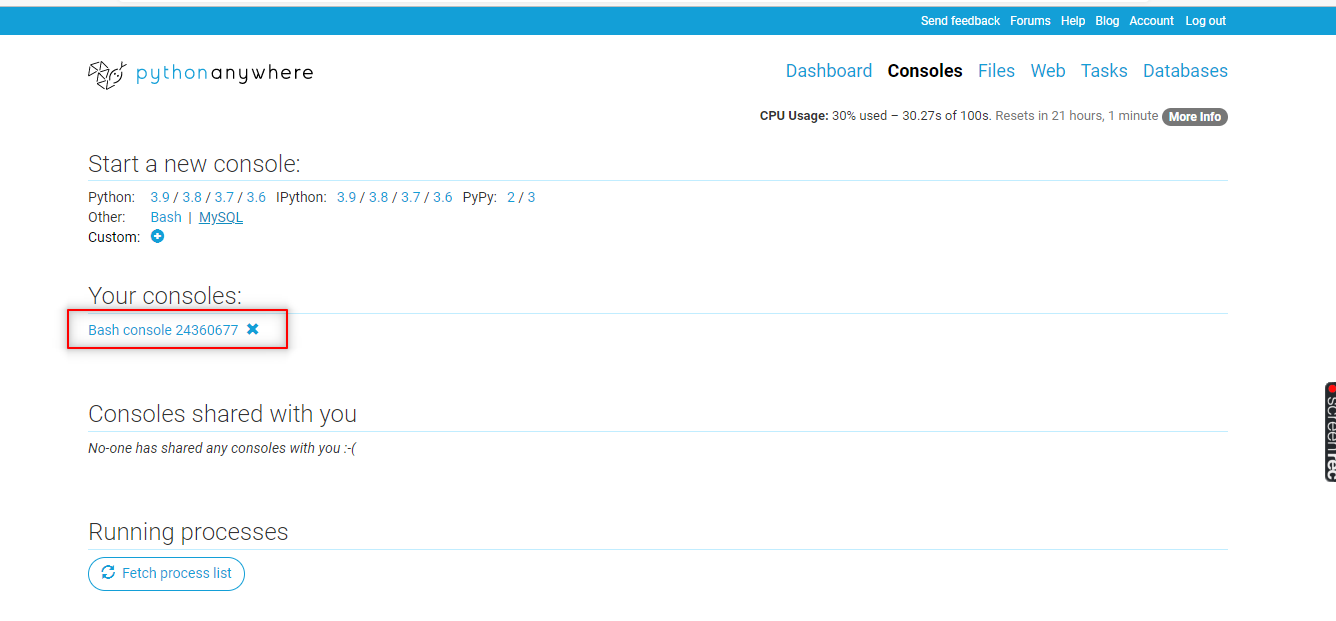 Send feedback Forums Help Blog Account Log out
pythonanywhere
Dashboard Consoles Files Web Tasks Databases
CPU Usage: 30% used – 30.27s of 100s. Resets in 21 hours, 1 minute More Info
Start a new console:
Python: 3.9 / 3.8 / 3.7 / 3.6 IPython: 3.9 / 3.8 / 3.7 / 3.6 PyPy: 2 / 3
Other: Bash | MySQL
Custom:
Your consoles:
Bash console 24360677
Consoles shared with you
No-one has shared any consoles with you :-(
Running processes
Fetch process list
screenrec